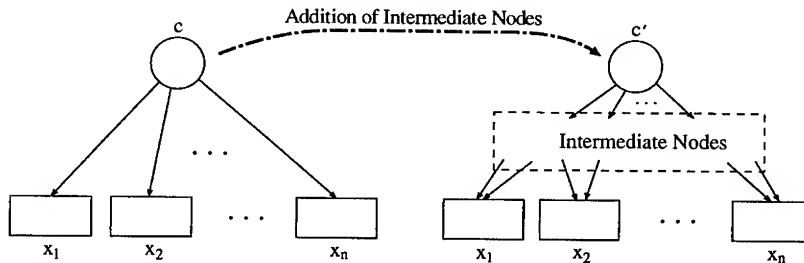 Addition of Intermediate Nodes
c
c'
. . .
. . .
Intermediate Nodes
. . .
. . .
x1
x2
xn
x1
x2
xn